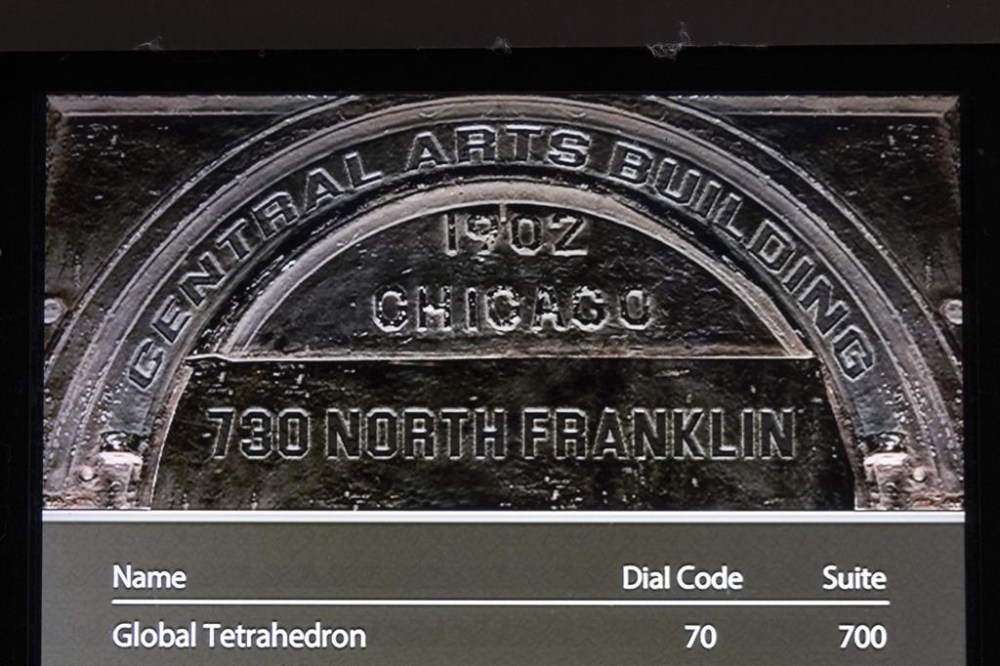 CENTRAL ARTS BUILDING
1902
CHICAGO
730 NORTH FRANKLIN
Name Dial Code Suite
Global Tetrahedron 70 700